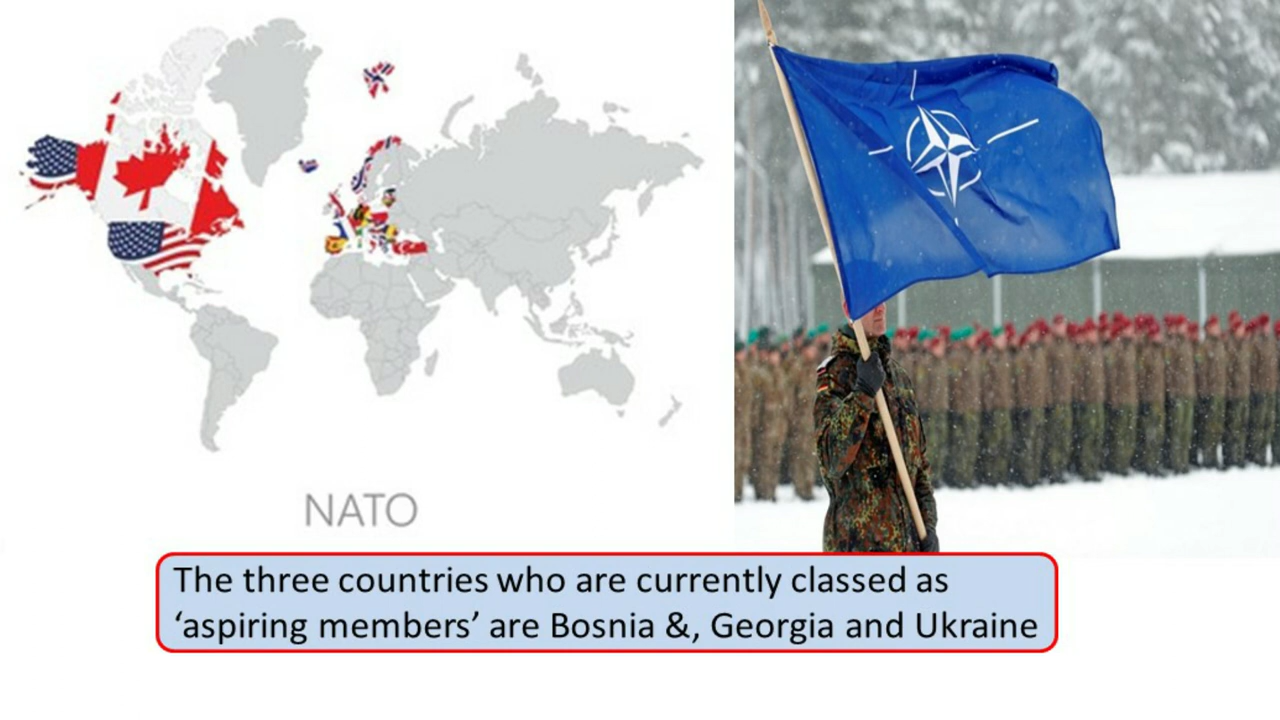 NATO
The three countries who are currently classed as
‘aspiring members’ are Bosnia &, Georgia and Ukraine